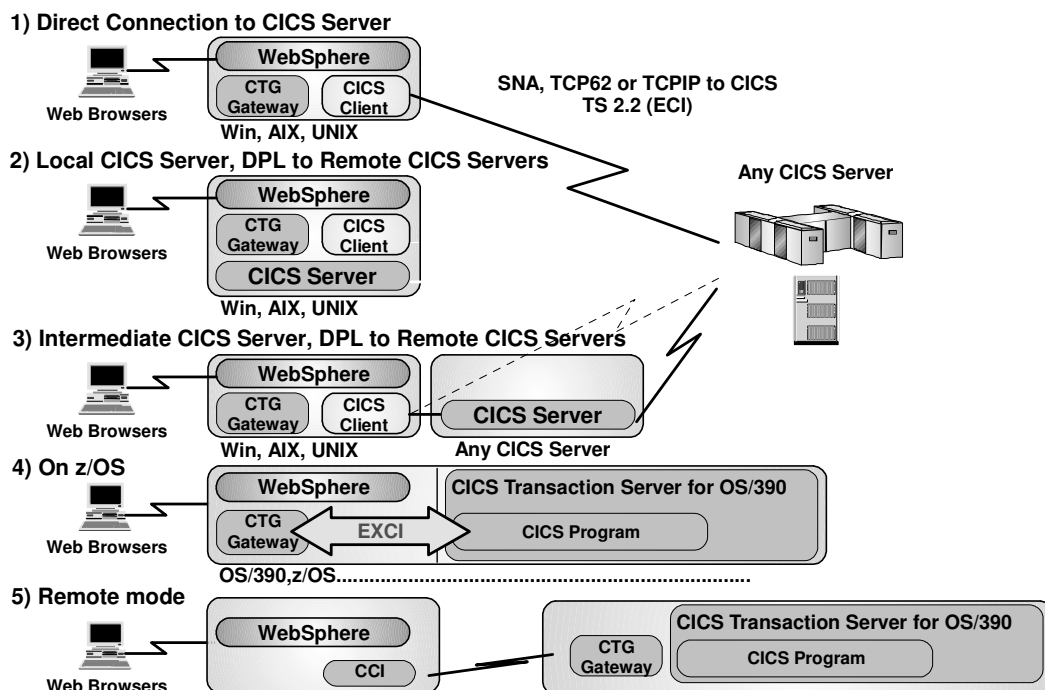 1) Direct Connection to CICS Server
WebSphere
CTG
Gateway
CICS
Client
Web Browsers
Win, AIX, UNIX
SNA, TCP62 or TCPIP to CICS
TS 2.2 (ECI)
2) Local CICS Server, DPL to Remote CICS Servers
Any CICS Server
WebSphere
CTG
Gateway
CICS
Client
Web Browsers
CICS Server
Win, AIX, UNIX
3) Intermediate CICS Server, DPL to Remote CICS Servers
WebSphere
CTG
Gateway
CICS
Client
Web Browsers
CICS Server
Win, AIX, UNIX
Any CICS Server
4) On z/OS
WebSphere
CICS Transaction Server for OS/390
CTG
Gateway
EXCI
CICS Program
Web Browsers
OS/390,z/OS............................................................................
5) Remote mode
WebSphere
CCI
CTG
Gateway
CICS Transaction Server for OS/390
CICS Program
Web Browsers